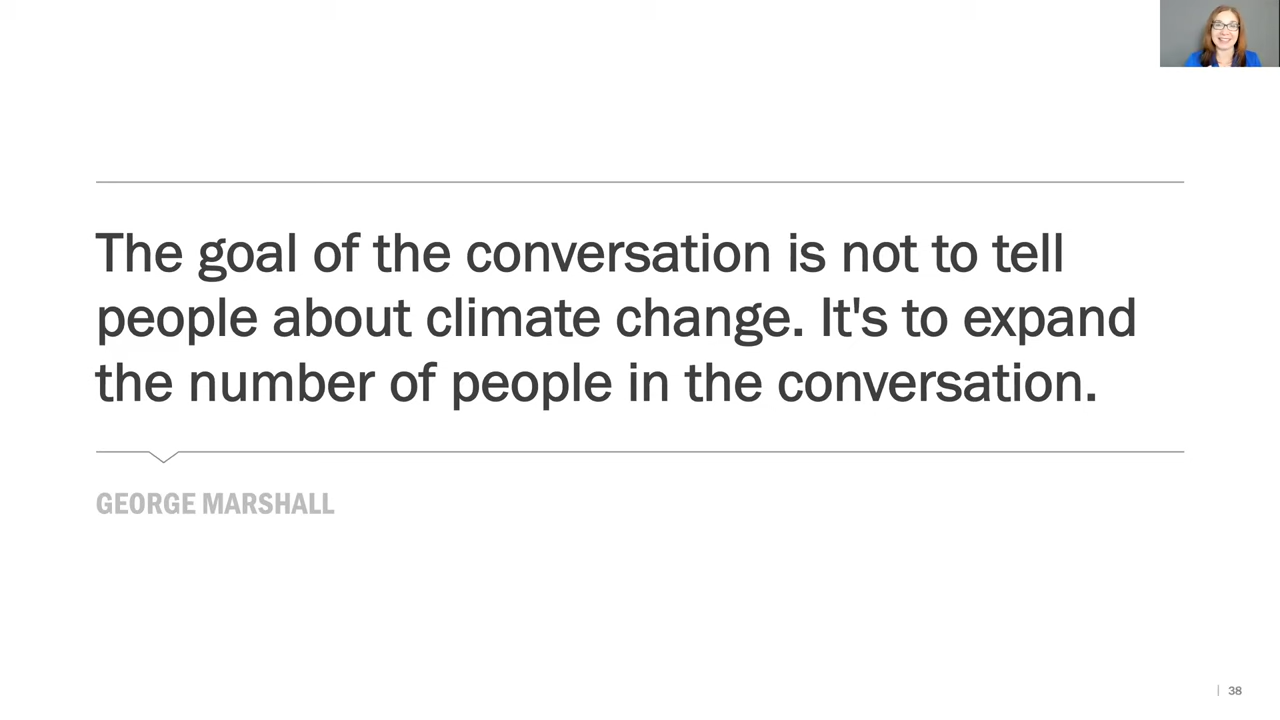 The goal of the conversation is not to tell
people about climate change. It's to expand
the number of people in the conversation.
GEORGE MARSHALL
| 38